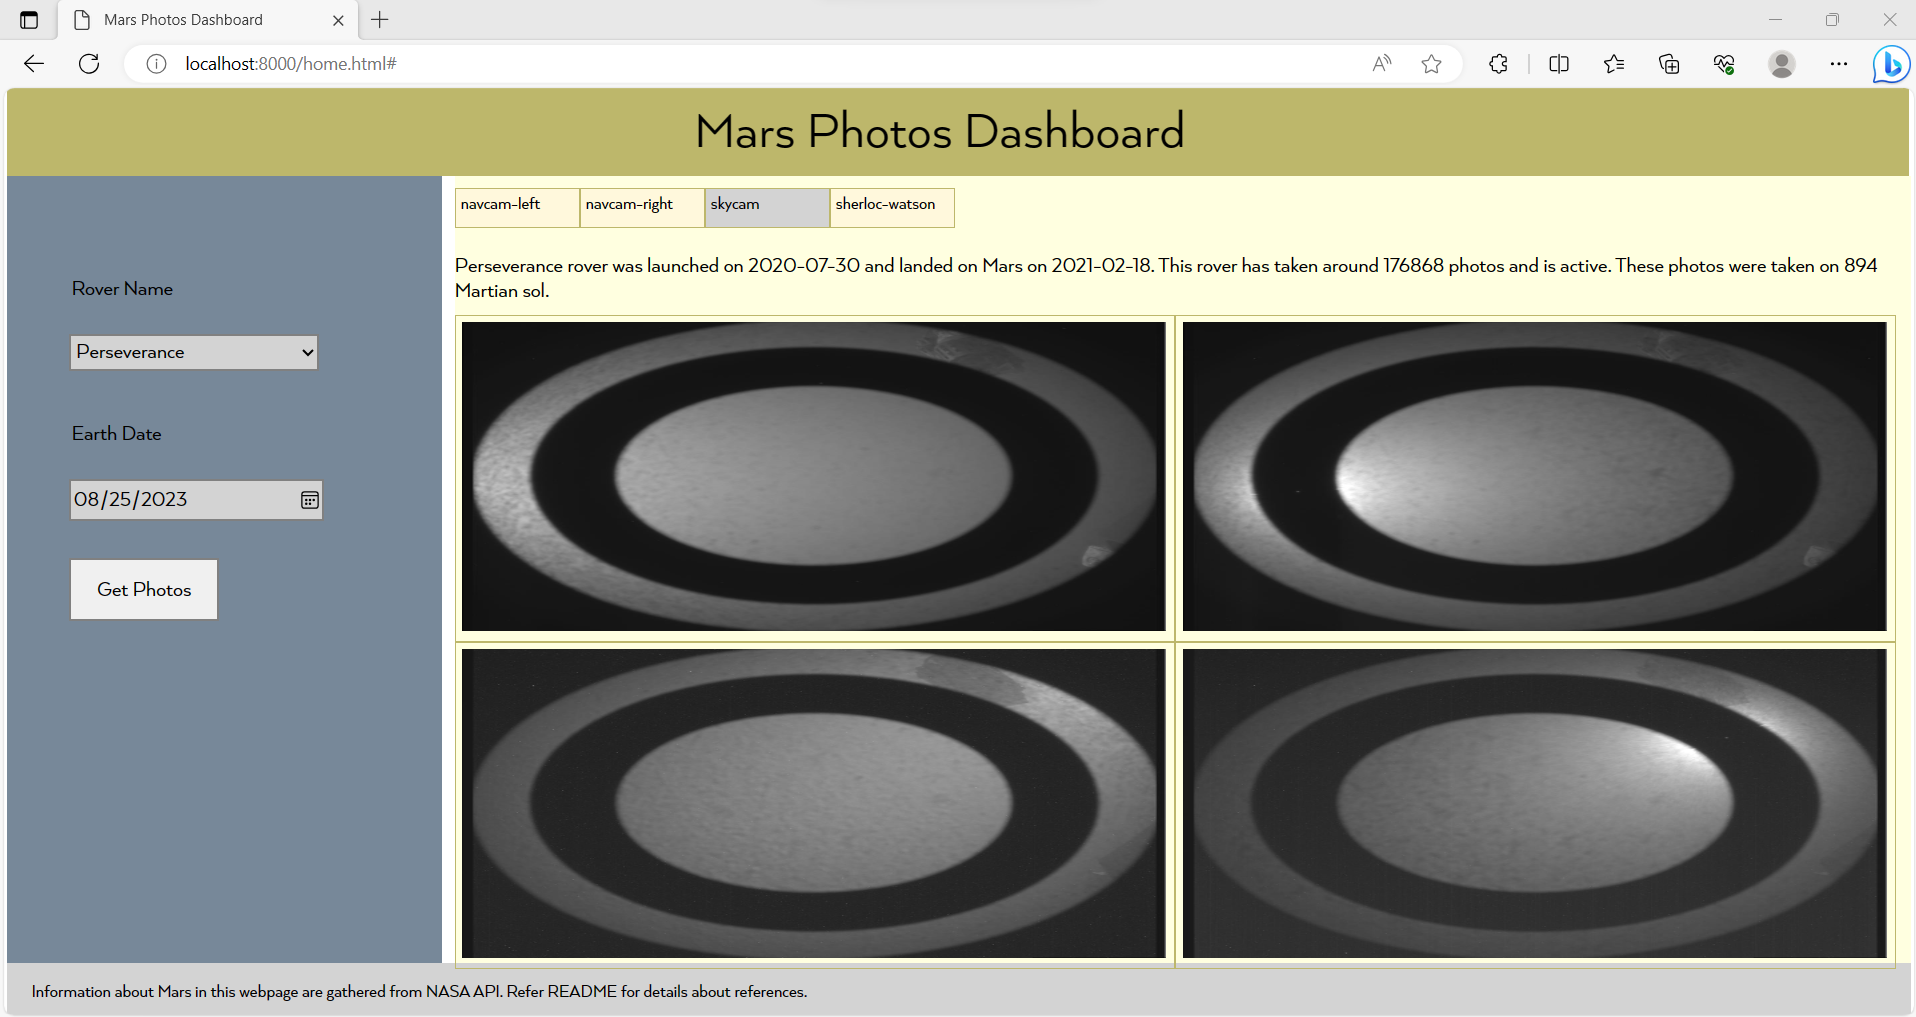 Mars Photos Dashboard
localhost:8000/home.html#
Mars Photos Dashboard
Rover Name
Perseverance
Earth Date
08/25/2023
Get Photos
navcam-left navcam-right skycam sherloc-watson
Perseverance rover was launched on 2020-07-30 and landed on Mars on 2021-02-18. This rover has taken around 176868 photos and is active. These photos were taken on 894
Martian sol.
Information about Mars in this webpage are gathered from NASA API. Refer README for details about references.